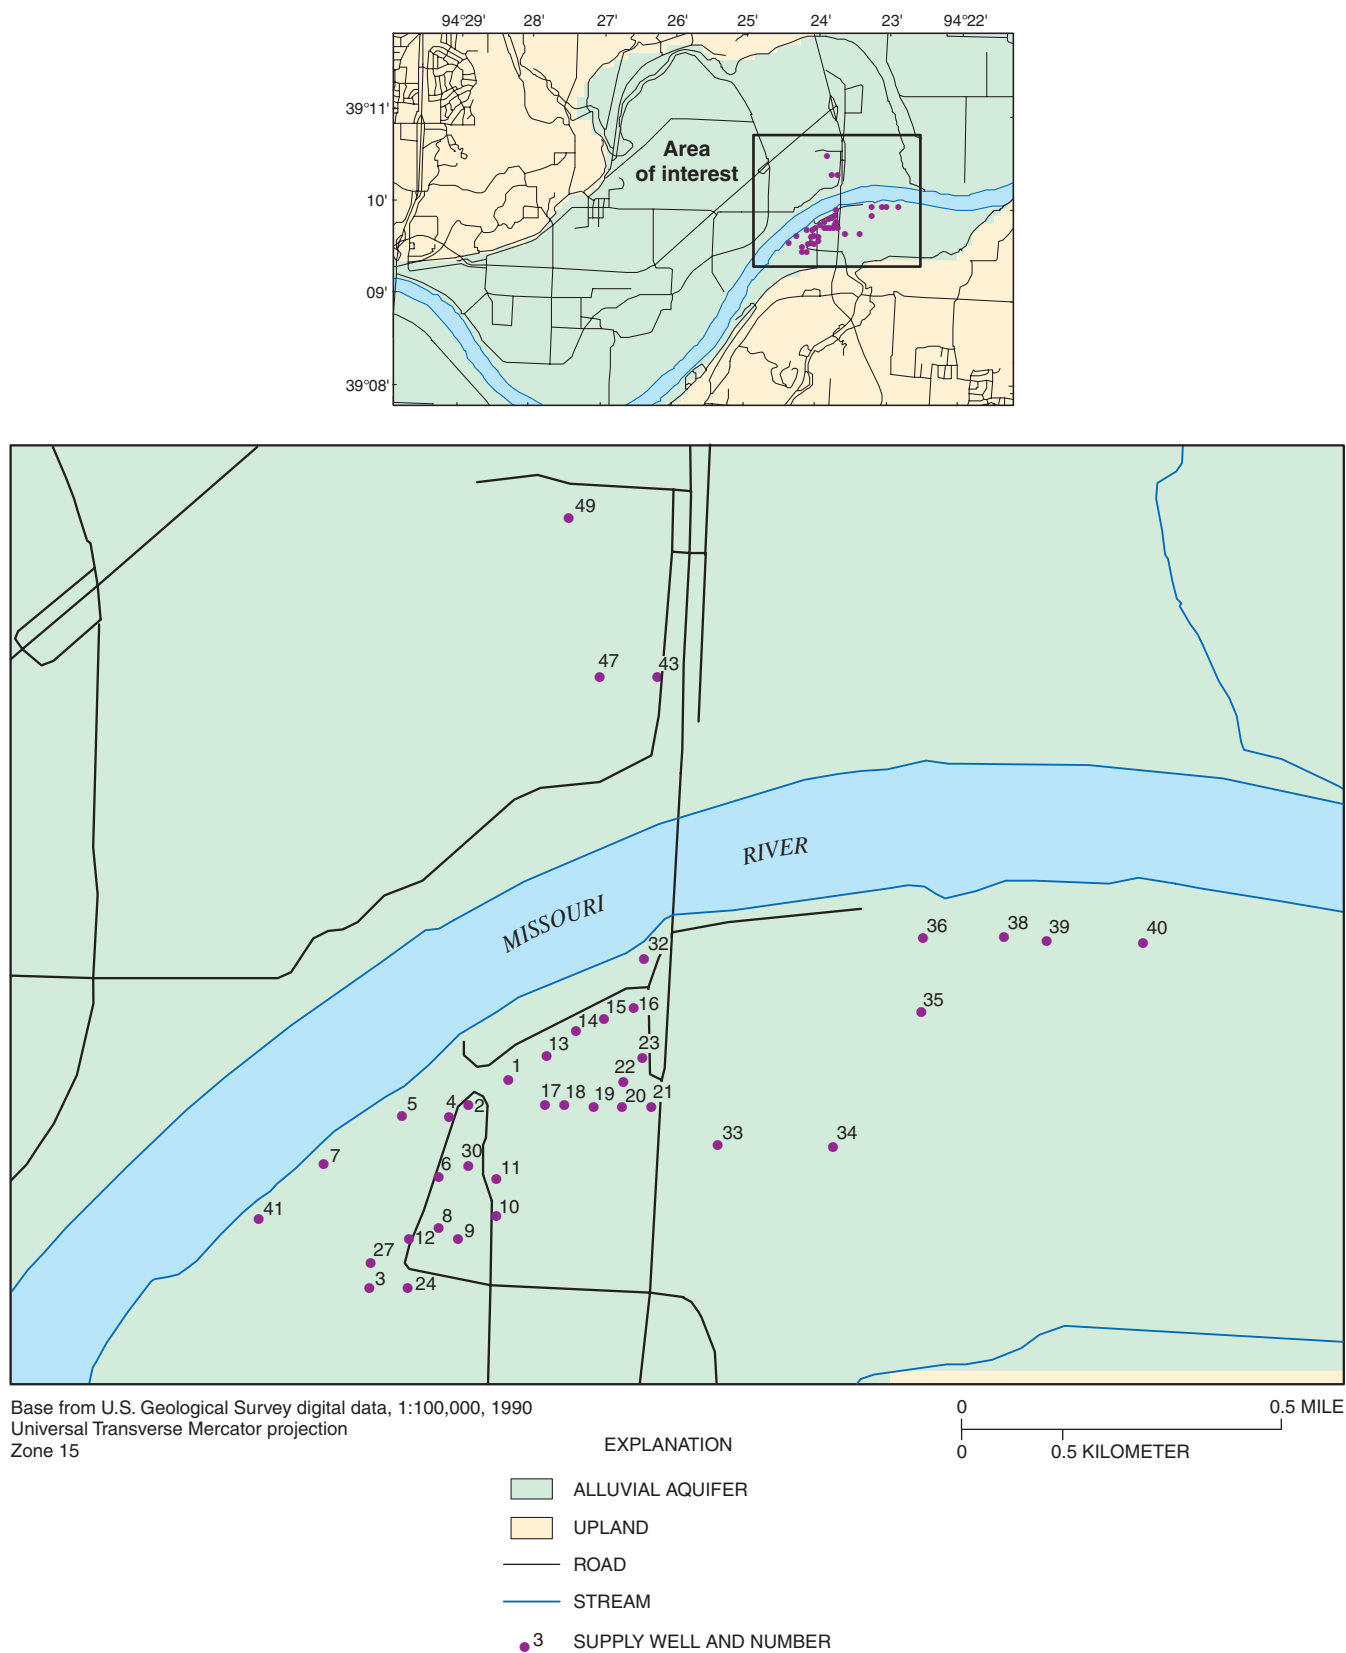 94°29' 28' 27' 26' 25' 24' 23' 94°22'
39°11'
10'
09'
39°08'
Area
of interest
49
47 43
MISSOURI RIVER
32
36 38 39 40
35
15 16
14
13
23
1
22
17 18 19 20 21
5 4 2
33 34
7
30
6
11
10
41
8
9
12
27
3 24
Base from U.S. Geological Survey digital data, 1:100,000, 1990
Universal Transverse Mercator projection
Zone 15
0 0.5 MILE
0 0.5 KILOMETER
EXPLANATION
ALLUVIAL AQUIFER
UPLAND
ROAD
STREAM
3 SUPPLY WELL AND NUMBER